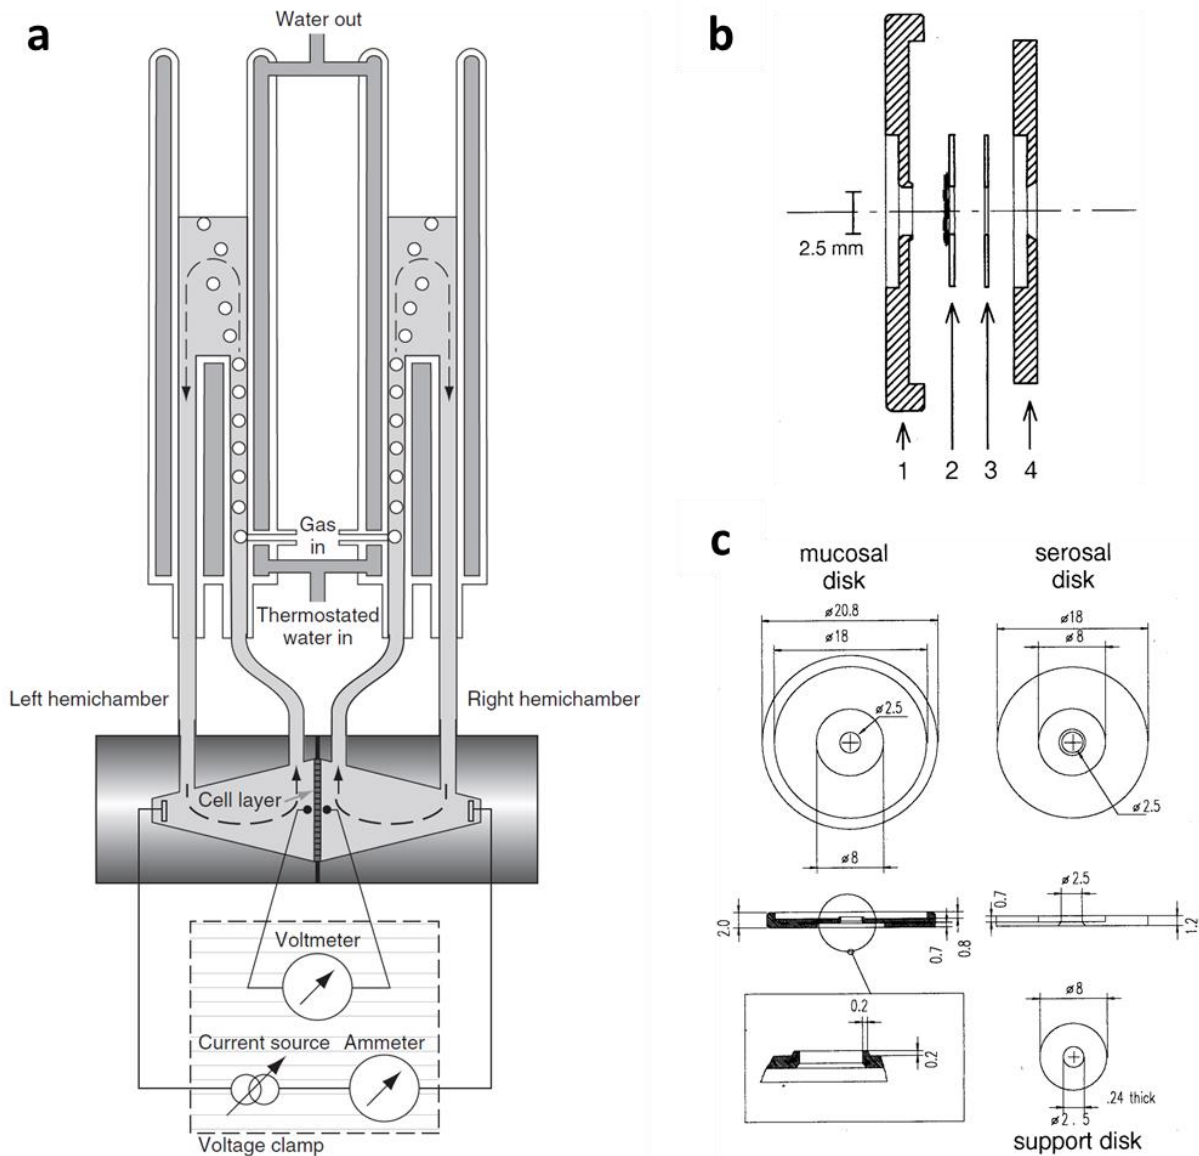 a
Water out
Gas
in
Thermostated
water in
Left hemichamber
Right hemichamber
Cell layer
Voltmeter
Current source
Ammeter
Voltage clamp
b
2.5 mm
1
2
3
4
c
mucosal
disk
ø20.8
ø18
ø2.5
ø8
serosal
disk
ø18
ø8
ø2.5
2.0
0.7
0.8
0.2
0.2
0.7
ø2.5
1.2
ø8
.24 thick
ø2.5
support disk